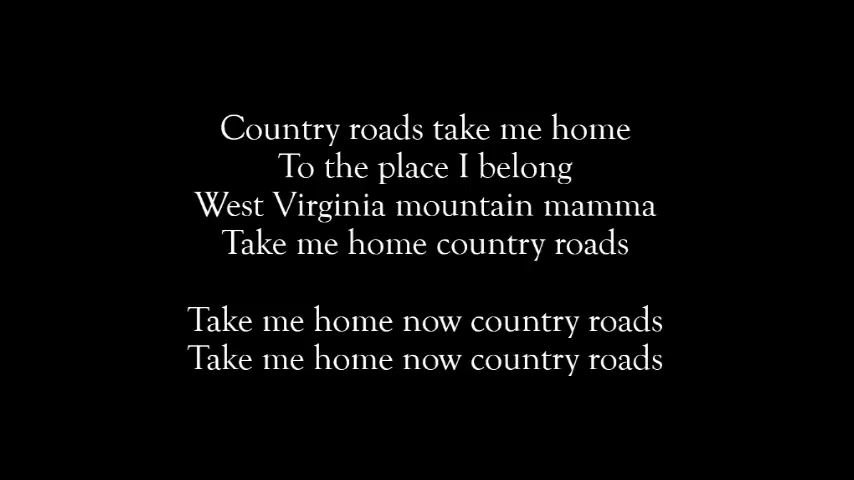 Country roads take me home
To the place I belong
West Virginia mountain mamma
Take me home country roads
Take me home now country roads
Take me home now country roads